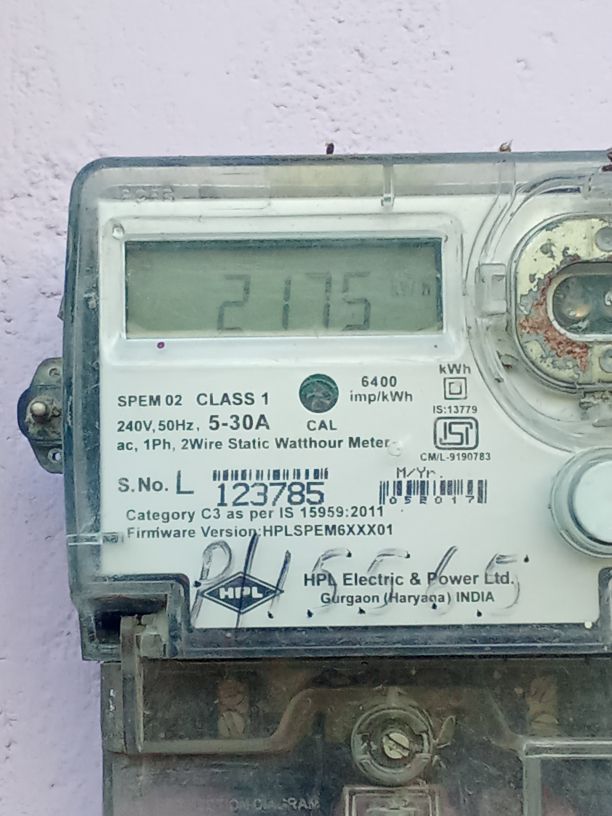 2175 kWh
SPEM 02 CLASS 1
6400
imp/kWh
kWh
IS:13779
240V,50Hz, 5-30A
CAL
ac, 1Ph, 2Wire Static Watthour Meter
ISI
CM/L-9190783
S.No. L 123785
M/Yr.
052017
Category C3 as per IS 15959:2011
Firmware Version:HPLSPEM6XXX01
HPL
HPL Electric & Power Ltd.
Gurgaon (Haryana) INDIA
DIAGRAM